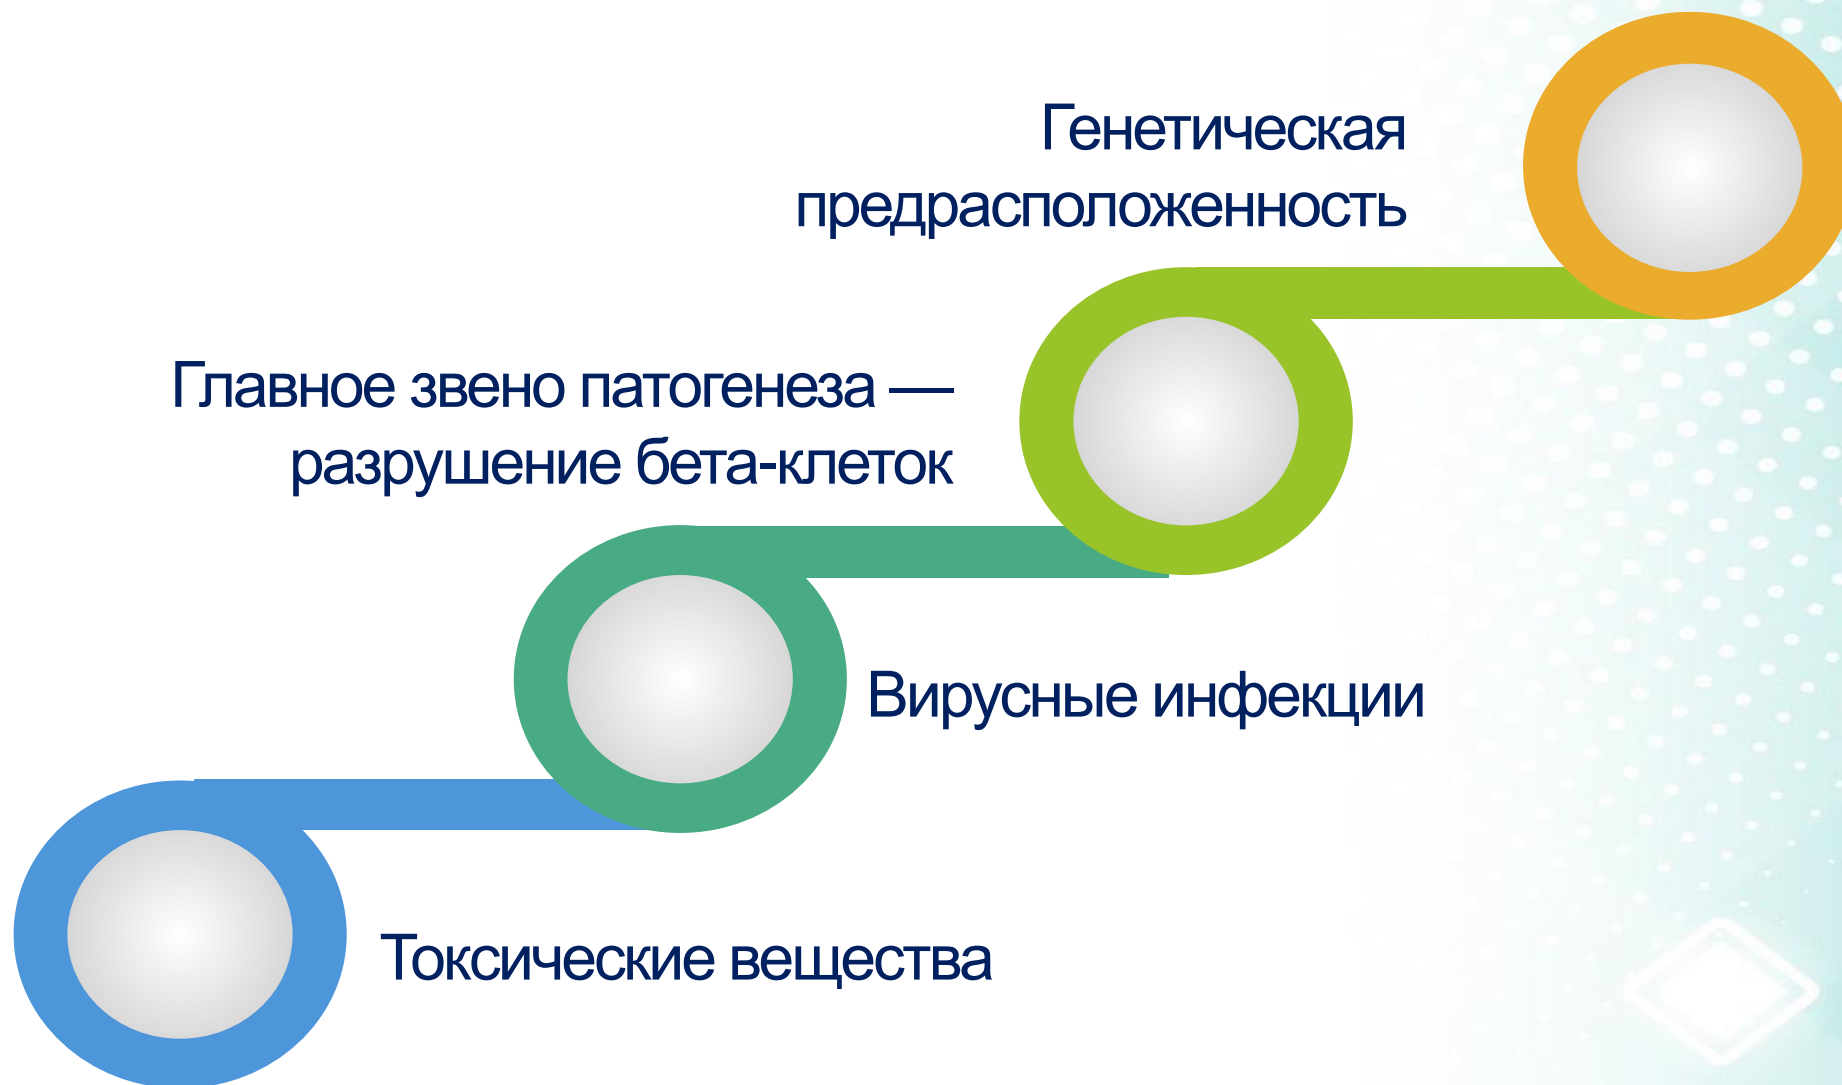 Генетическая
предрасположенность
Главное звено патогенеза —
разрушение бета-клеток
Вирусные инфекции
Токсические вещества